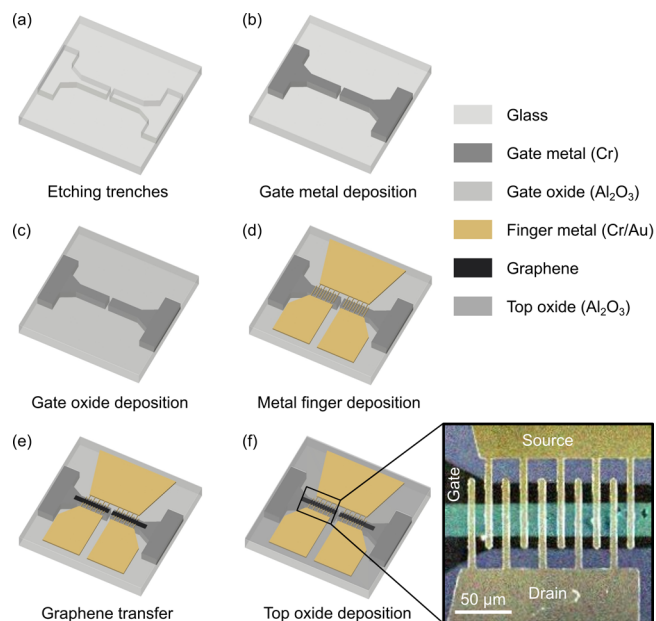 (a)
Etching trenches
(b)
Gate metal deposition
Glass
Gate metal (Cr)
Gate oxide (Al₂O₃)
Finger metal (Cr/Au)
Graphene
Top oxide (Al₂O₃)
(c)
Gate oxide deposition
(d)
Metal finger deposition
(e)
Graphene transfer
(f)
Top oxide deposition
Source
Gate
Drain
50 µm